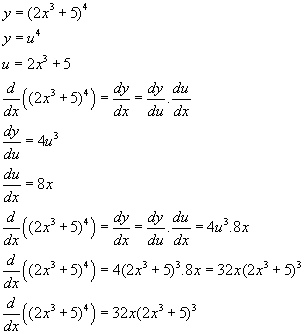 y = (2x³ + 5)⁴
y = u⁴
u = 2x³ + 5
d/dx((2x³ + 5)⁴) = dy/dx = dy/du . du/dx
dy/du = 4u³
du/dx = 8x
d/dx((2x³ + 5)⁴) = dy/dx = dy/du . du/dx = 4u³.8x
d/dx((2x³ + 5)⁴) = 4(2x³ + 5)³.8x = 32x(2x³ + 5)³
d/dx((2x³ + 5)⁴) = 32x(2x³ + 5)³